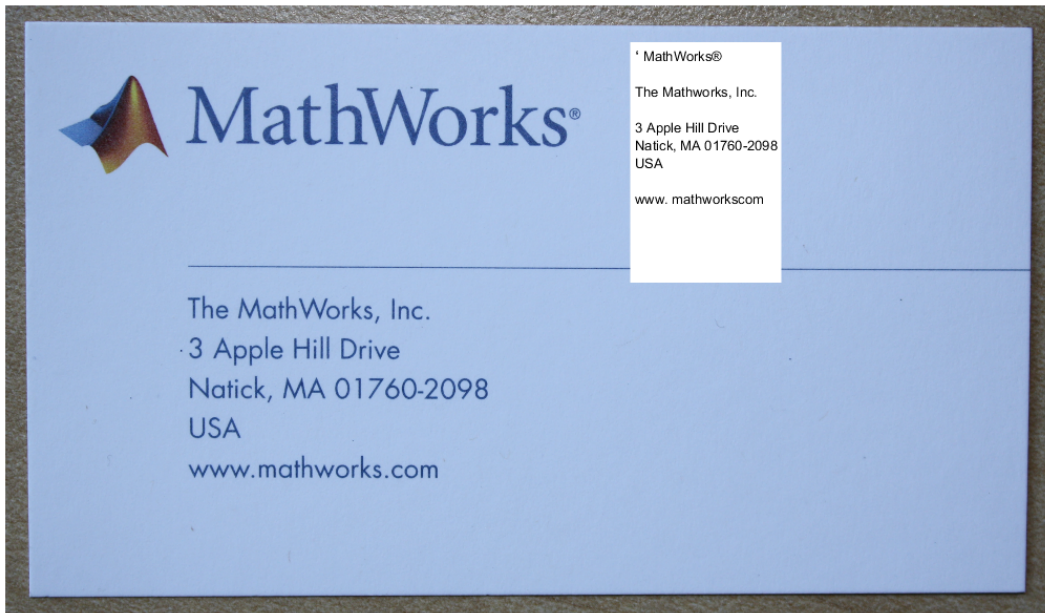 MathWorks®
‘ MathWorks®
The Mathworks, Inc.
3 Apple Hill Drive
Natick, MA 01760-2098
USA
www. mathworkscom
The MathWorks, Inc.
3 Apple Hill Drive
Natick, MA 01760-2098
USA
www.mathworks.com